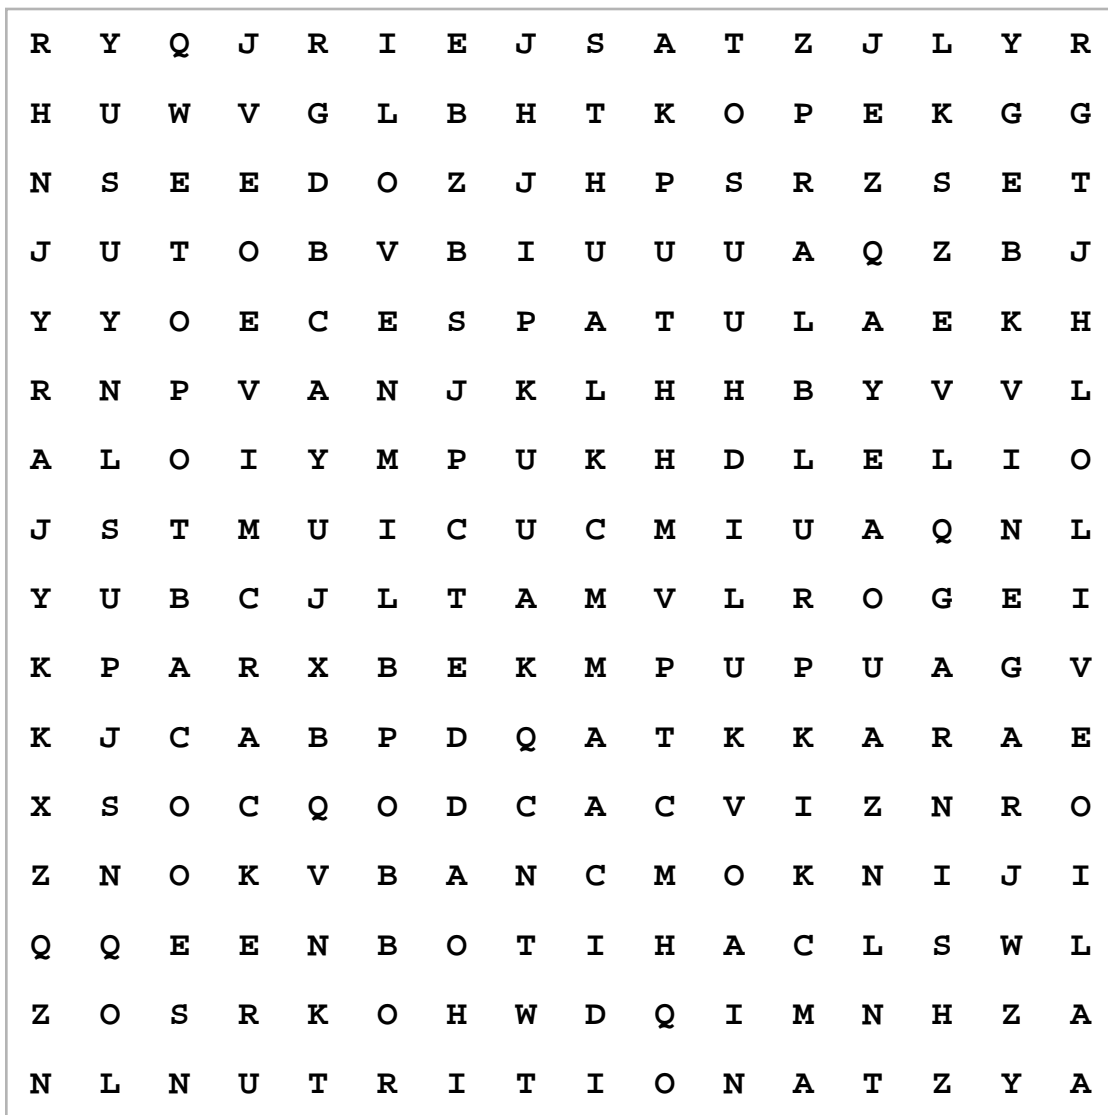 R Y Q J R I E J S A T Z J L Y R
H U W V G L B H T K O P E K G G
N S E E D O Z J H P S R Z S E T
J U T O B V B I U U U A Q Z B J
Y Y O E C E S P A T U L A E K H
R N P V A N J K L H H B Y V V L
A L O I Y M P U K H D L E L I O
J S T M U I C U C M I U A Q N L
Y U B C J L T A M V L R O G E I
K P A R X B E K M P U P U A G V
K J C A B P D Q A T K K A R A E
X S O C Q O D C A C V I Z N R O
Z N O K V B A N C M O K N I J I
Q Q E E N B O T I H A C L S W L
Z O S R K O H W D Q I M N H Z A
N L N U T R I T I O N A T Z Y A